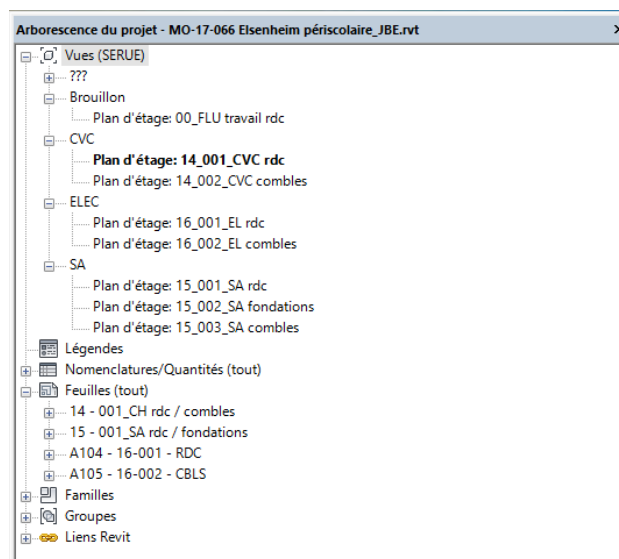 Arborescence du projet - MO-17-066 Elsenheim périscolaire_JBE.rvt
Vues (SERUE)
???
Brouillon
Plan d'étage: 00_FLU travail rdc
CVC
Plan d'étage: 14_001_CVC rdc
Plan d'étage: 14_002_CVC combles
ELEC
Plan d'étage: 16_001_EL rdc
Plan d'étage: 16_002_EL combles
SA
Plan d'étage: 15_001_SA rdc
Plan d'étage: 15_002_SA fondations
Plan d'étage: 15_003_SA combles
Légendes
Nomenclatures/Quantités (tout)
Feuilles (tout)
14 - 001_CH rdc / combles
15 - 001_SA rdc / fondations
A104 - 16-001 - RDC
A105 - 16-002 - CBLS
Familles
Groupes
Liens Revit